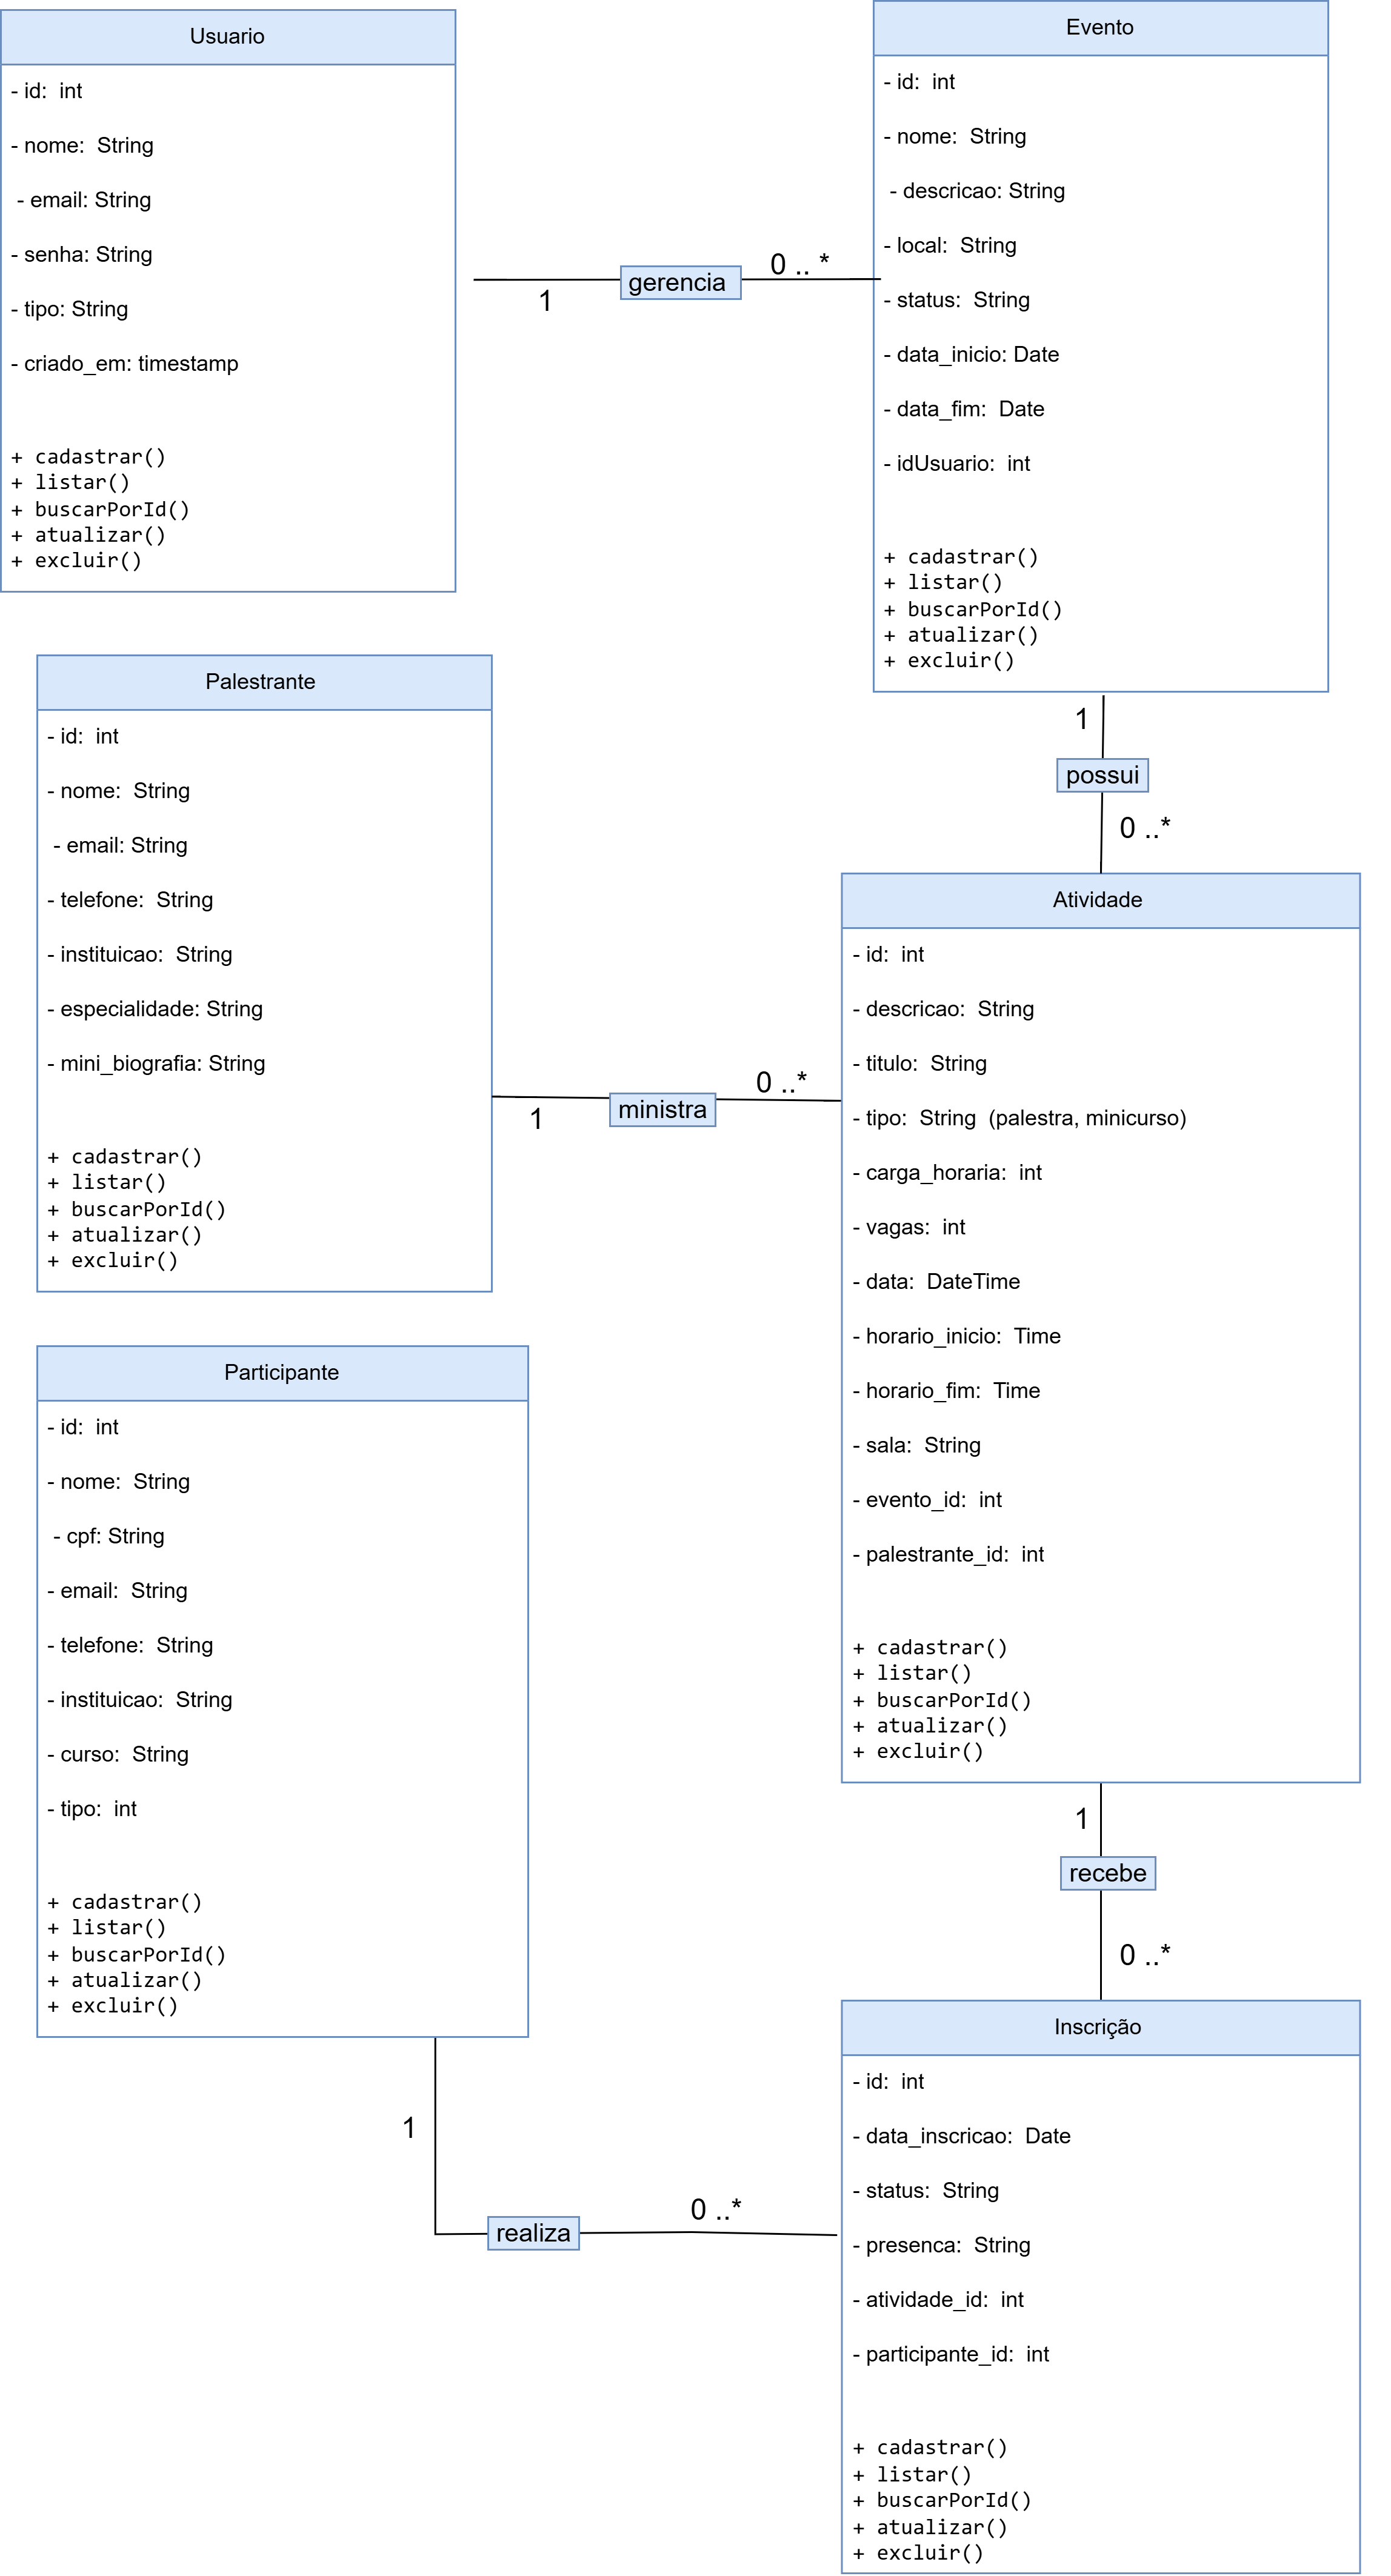 Usuario
- id:  int
- nome:  String
- email: String
- senha: String
- tipo: String
- criado_em: timestamp
+ cadastrar()
+ listar()
+ buscarPorId()
+ atualizar()
+ excluir()
1
gerencia
0 .. *
Evento
- id:  int
- nome:  String
- descricao: String
- local:  String
- status:  String
- data_inicio: Date
- data_fim:  Date
- idUsuario:  int
+ cadastrar()
+ listar()
+ buscarPorId()
+ atualizar()
+ excluir()
1
possui
0 ..*
Palestrante
- id:  int
- nome:  String
- email: String
- telefone:  String
- instituicao:  String
- especialidade: String
- mini_biografia: String
+ cadastrar()
+ listar()
+ buscarPorId()
+ atualizar()
+ excluir()
1
ministra
0 ..*
Atividade
- id:  int
- descricao:  String
- titulo:  String
- tipo:  String  (palestra, minicurso)
- carga_horaria:  int
- vagas:  int
- data:  DateTime
- horario_inicio:  Time
- horario_fim:  Time
- sala:  String
- evento_id:  int
- palestrante_id:  int
+ cadastrar()
+ listar()
+ buscarPorId()
+ atualizar()
+ excluir()
1
recebe
0 ..*
Participante
- id:  int
- nome:  String
- cpf: String
- email:  String
- telefone:  String
- instituicao:  String
- curso:  String
- tipo:  int
+ cadastrar()
+ listar()
+ buscarPorId()
+ atualizar()
+ excluir()
1
realiza
0 ..*
Inscrição
- id:  int
- data_inscricao:  Date
- status:  String
- presenca:  String
- atividade_id:  int
- participante_id:  int
+ cadastrar()
+ listar()
+ buscarPorId()
+ atualizar()
+ excluir()